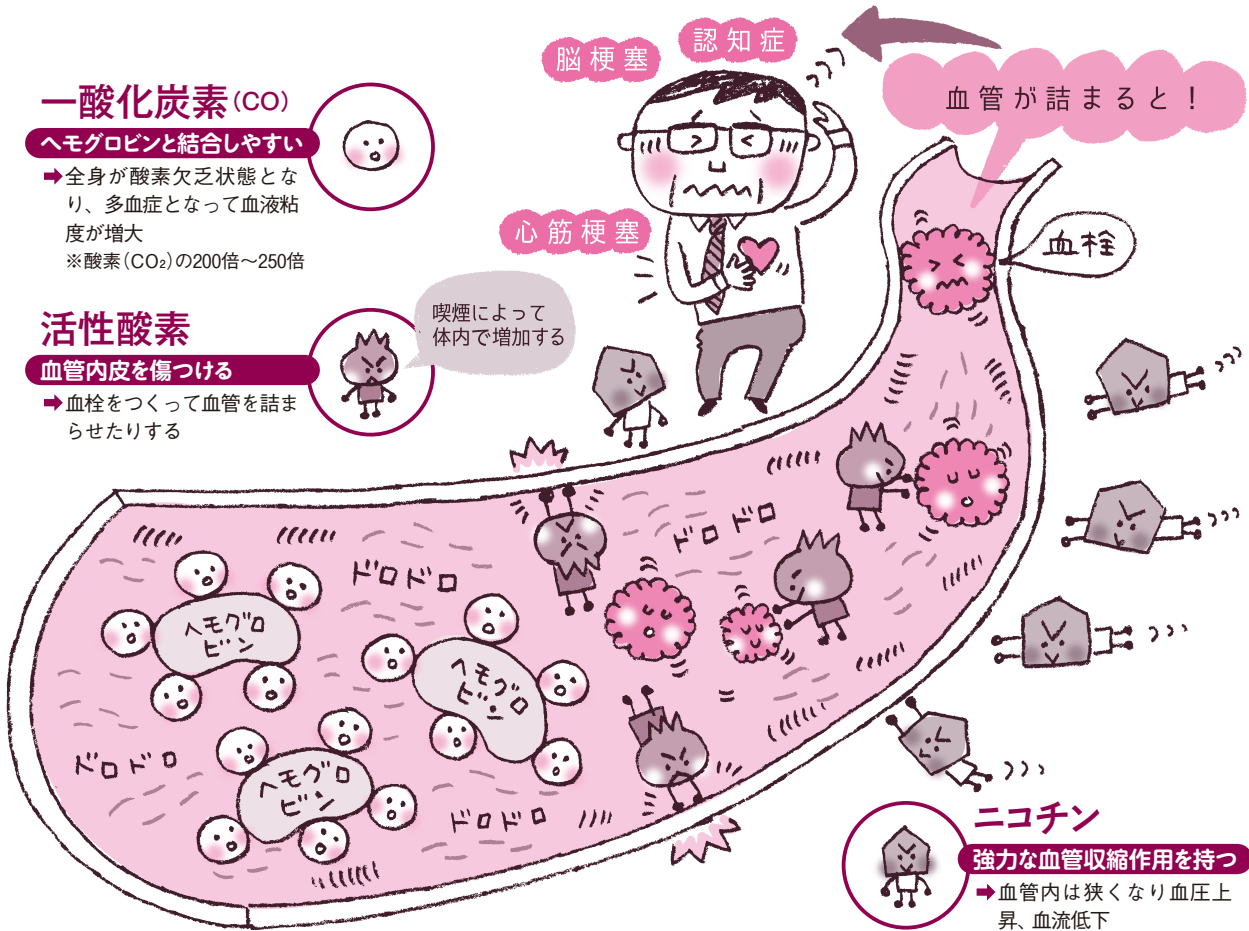 認知症
脳梗塞
血管が詰まると！
一酸化炭素（CO）
ヘモグロビンと結合しやすい
➡全身が酸素欠乏状態とな
り、多血症となって血液粘
度が増大
※酸素（CO₂）の200倍〜250倍
心筋梗塞
血栓
活性酸素
血管内皮を傷つける
➡血栓をつくって血管を詰ま
らせたりする
喫煙によって
体内で増加する
ドロドロ
ドロドロ
ヘモグロ
ビン
ヘモグロ
ビン
ドロドロ
ヘモグロ
ビン
ドロドロ
ニコチン
強力な血管収縮作用を持つ
➡血管内は狭くなり血圧上
昇、血流低下